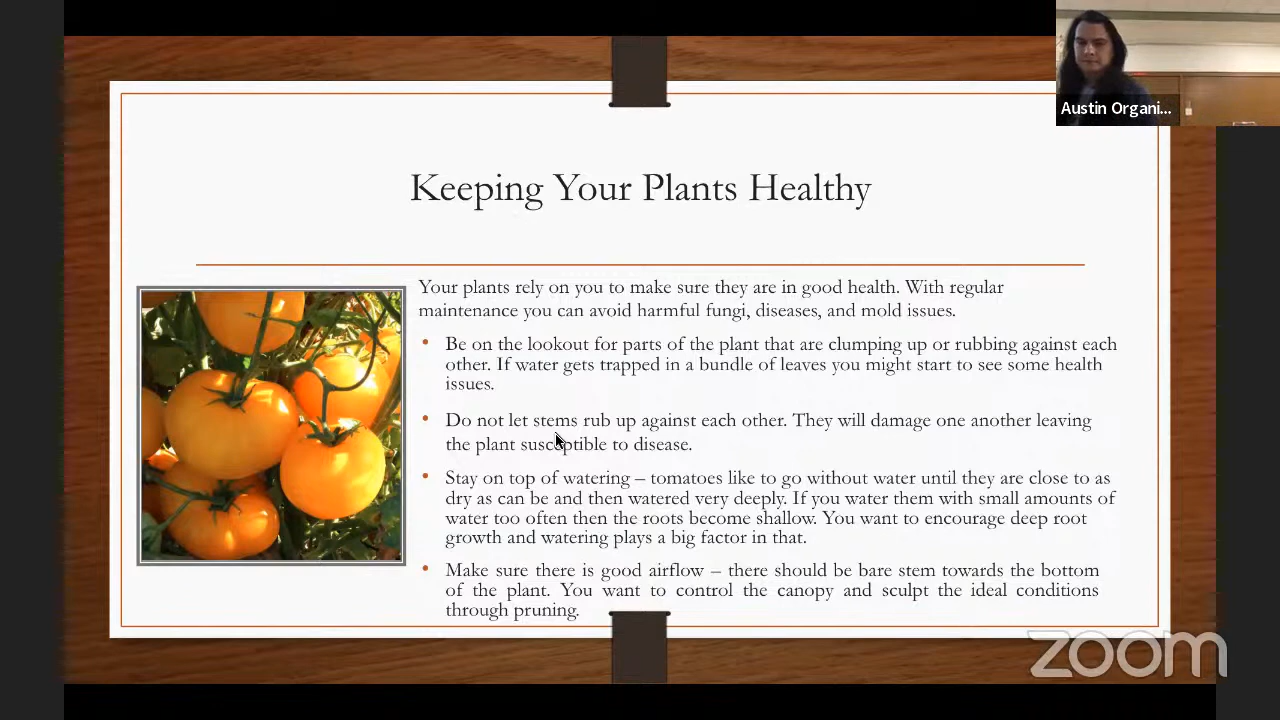 Austin Organi...
Keeping Your Plants Healthy
Your plants rely on you to make sure they are in good health. With regular
maintenance you can avoid harmful fungi, diseases, and mold issues.
• Be on the lookout for parts of the plant that are clumping up or rubbing against each
other. If water gets trapped in a bundle of leaves you might start to see some health
issues.
• Do not let stems rub up against each other. They will damage one another leaving
the plant susceptible to disease.
• Stay on top of watering – tomatoes like to go without water until they are close to as
dry as can be and then watered very deeply. If you water them with small amounts of
water too often then the roots become shallow. You want to encourage deep root
growth and watering plays a big factor in that.
• Make sure there is good airflow – there should be bare stem towards the bottom
of the plant. You want to control the canopy and sculpt the ideal conditions
through pruning.
zoom